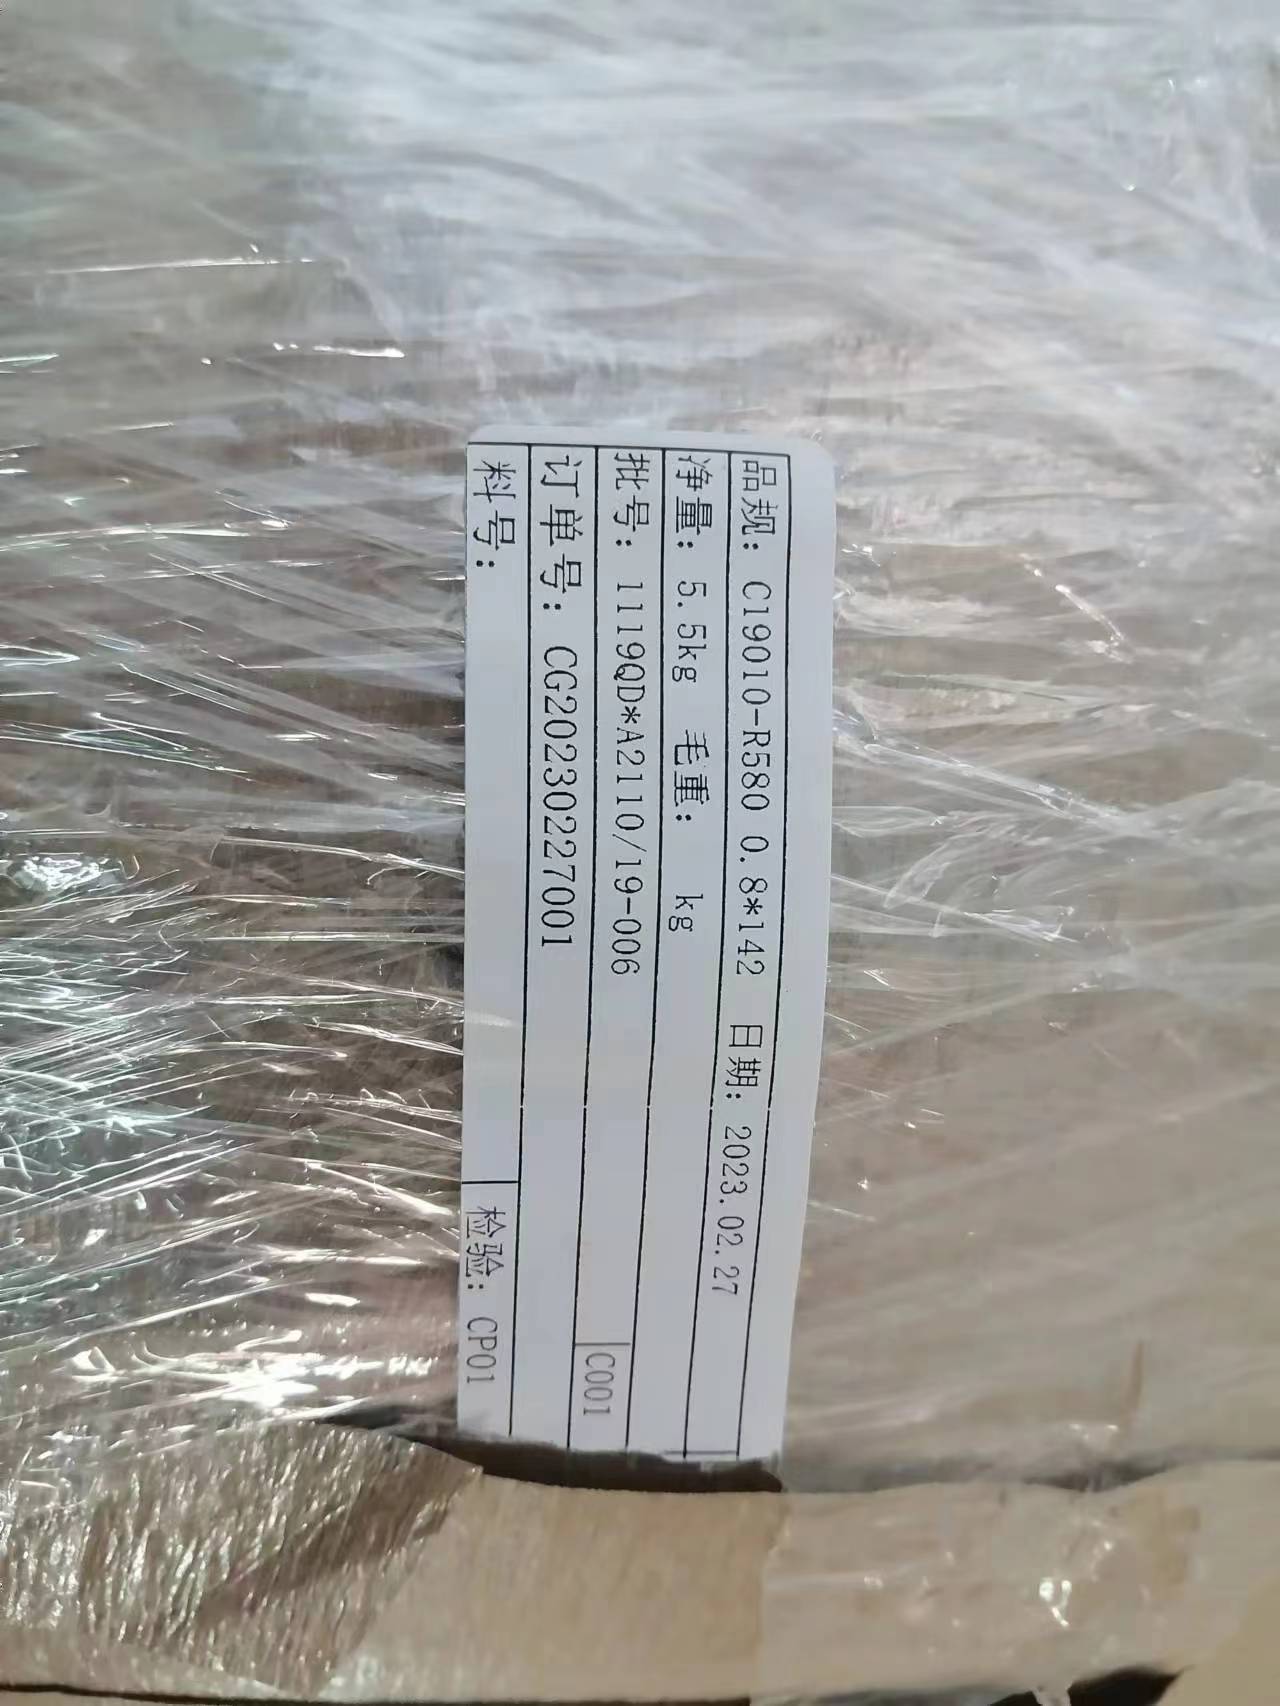 品规: C19010-R580 0.8*142 日期: 2023.02.27
净量: 5.5kg 毛重: kg
批号: 1119QD*A2110/19-006 C001
订单号: CG20230227001
料号: 检验: CP01